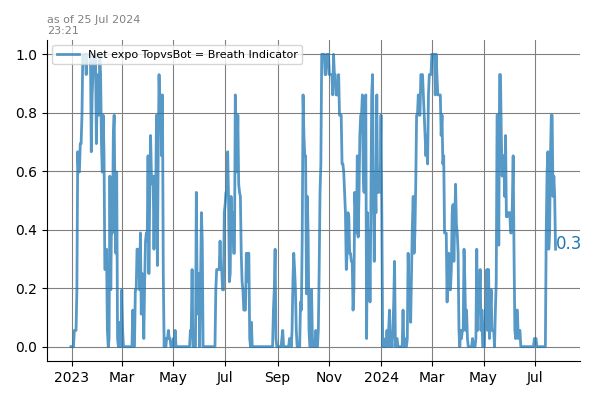 as of 25 Jul 2024
23:21
Net expo TopvsBot = Breath Indicator
1.0
0.8
0.6
0.4
0.2
0.0
0.3
2023 Mar May Jul Sep Nov 2024 Mar May Jul